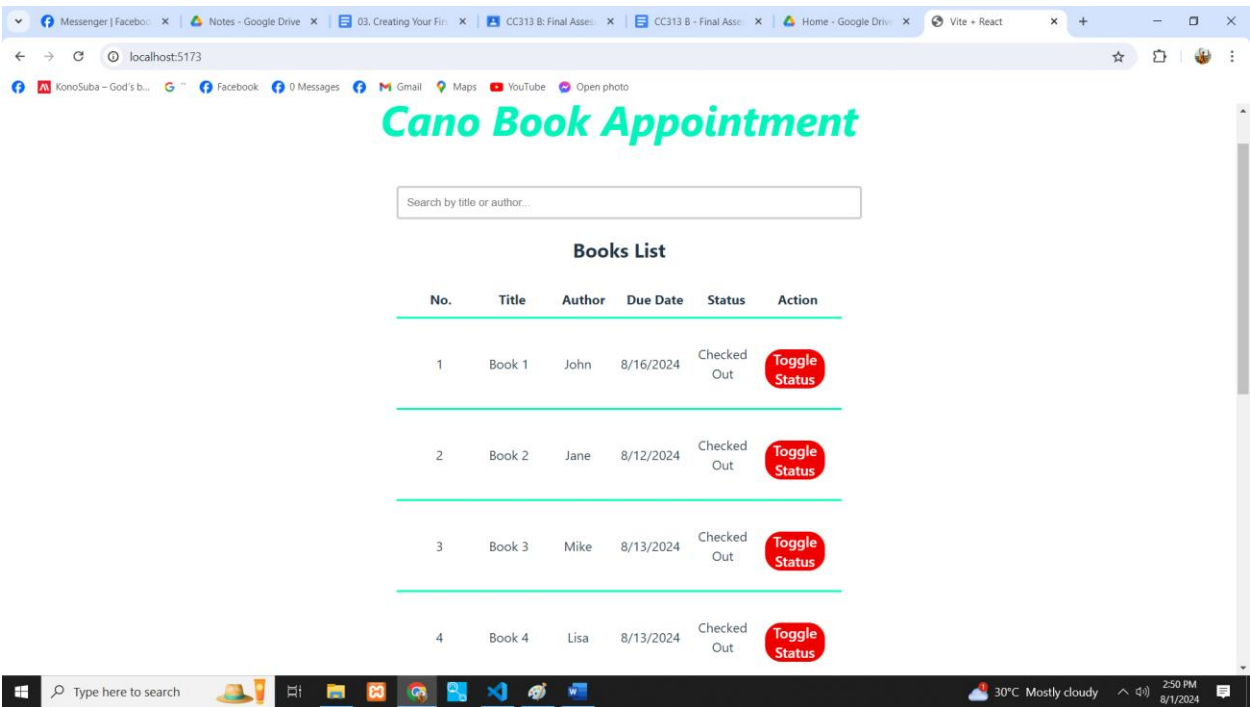 Messenger | Faceboo
Notes - Google Drive
03. Creating Your Fir
CC313 B: Final Asses
CC313 B - Final Asse
Home - Google Driv
Vite + React
localhost:5173
KonoSuba – God's b...
Facebook
0 Messages
Gmail
Maps
YouTube
Open photo
Cano Book Appointment
Search by title or author...
Books List
No. Title Author Due Date Status Action
1 Book 1 John 8/16/2024 Checked Out Toggle Status
2 Book 2 Jane 8/12/2024 Checked Out Toggle Status
3 Book 3 Mike 8/13/2024 Checked Out Toggle Status
4 Book 4 Lisa 8/13/2024 Checked Out Toggle Status
Type here to search
30°C Mostly cloudy
2:50 PM
8/1/2024